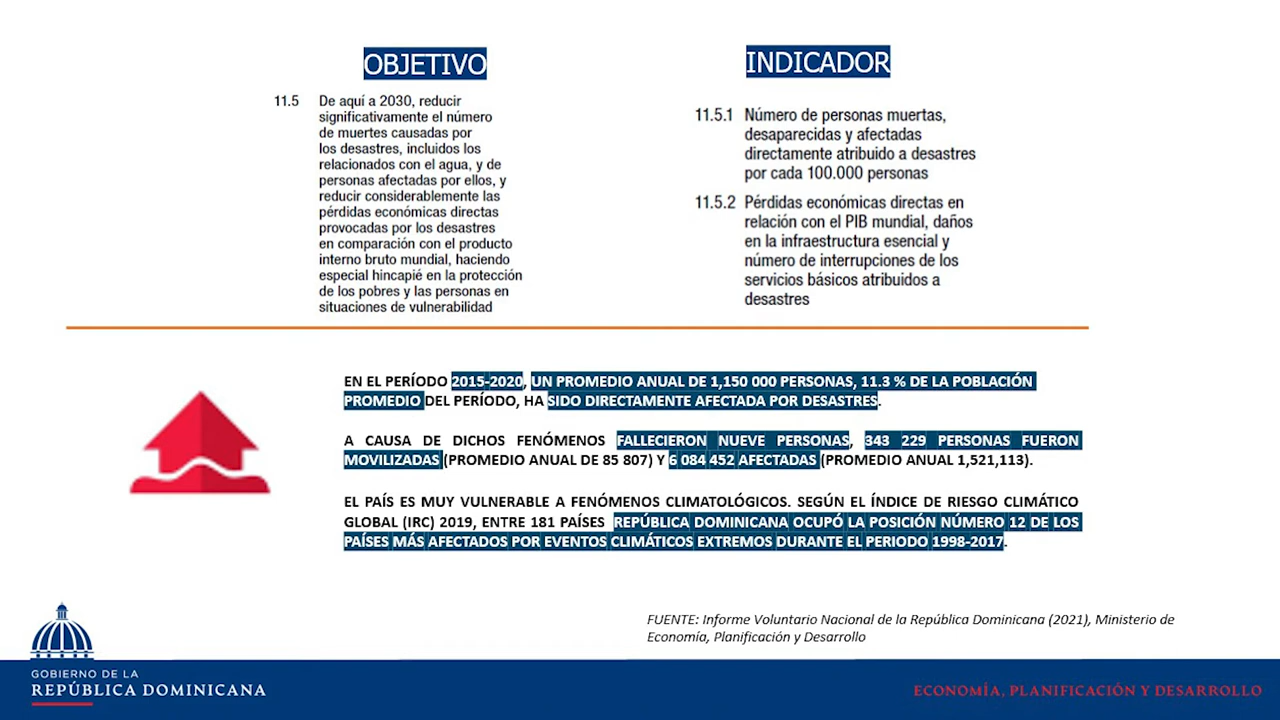 OBJETIVO
11.5 De aquí a 2030, reducir
significativamente el número
de muertes causadas por
los desastres, incluidos los
relacionados con el agua, y de
personas afectadas por ellos, y
reducir considerablemente las
pérdidas económicas directas
provocadas por los desastres
en comparación con el producto
interno bruto mundial, haciendo
especial hincapié en la protección
de los pobres y las personas en
situaciones de vulnerabilidad
INDICADOR
11.5.1 Número de personas muertas,
desaparecidas y afectadas
directamente atribuido a desastres
por cada 100.000 personas
11.5.2 Pérdidas económicas directas en
relación con el PIB mundial, daños
en la infraestructura esencial y
número de interrupciones de los
servicios básicos atribuidos a
desastres
EN EL PERÍODO 2015-2020, UN PROMEDIO ANUAL DE 1,150 000 PERSONAS, 11.3 % DE LA POBLACIÓN
PROMEDIO DEL PERÍODO, HA SIDO DIRECTAMENTE AFECTADA POR DESASTRES.
A CAUSA DE DICHOS FENÓMENOS FALLECIERON NUEVE PERSONAS, 343 229 PERSONAS FUERON
MOVILIZADAS (PROMEDIO ANUAL DE 85 807) Y 6 084 452 AFECTADAS (PROMEDIO ANUAL 1,521,113).
EL PAÍS ES MUY VULNERABLE A FENÓMENOS CLIMATOLÓGICOS. SEGÚN EL ÍNDICE DE RIESGO CLIMÁTICO
GLOBAL (IRC) 2019, ENTRE 181 PAÍSES REPÚBLICA DOMINICANA OCUPÓ LA POSICIÓN NÚMERO 12 DE LOS
PAÍSES MÁS AFECTADOS POR EVENTOS CLIMÁTICOS EXTREMOS DURANTE EL PERIODO 1998-2017.
FUENTE: Informe Voluntario Nacional de la República Dominicana (2021), Ministerio de
Economía, Planificación y Desarrollo
GOBIERNO DE LA
REPÚBLICA DOMINICANA
ECONOMÍA, PLANIFICACIÓN Y DESARROLLO